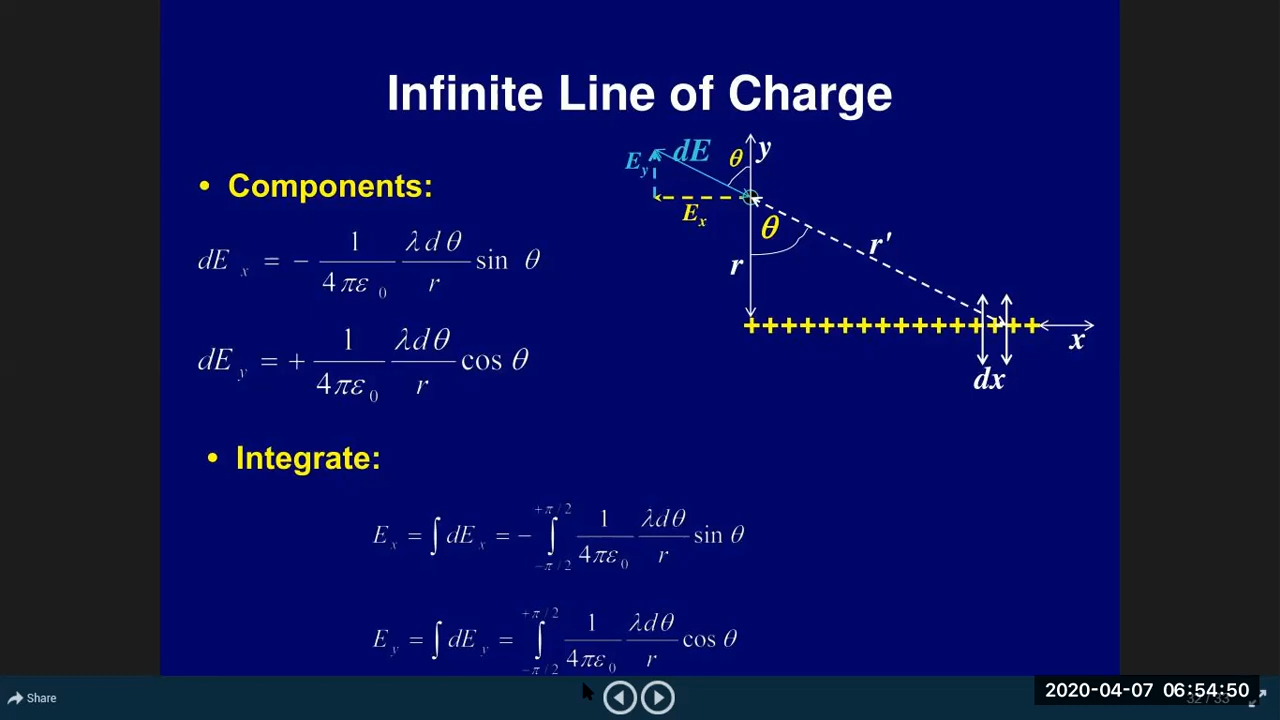 Infinite Line of Charge
• Components:
dE_x = − 1/(4πε_0) λdθ/r sin θ
dE_y = + 1/(4πε_0) λdθ/r cos θ
E_y dE θ y
E_x
θ
r'
r
x
dx
• Integrate:
E_x = ∫ dE_x = − ∫_{−π/2}^{+π/2} 1/(4πε_0) λdθ/r sin θ
E_y = ∫ dE_y = ∫_{−π/2}^{+π/2} 1/(4πε_0) λdθ/r cos θ
Share
2020-04-07 06:54:50